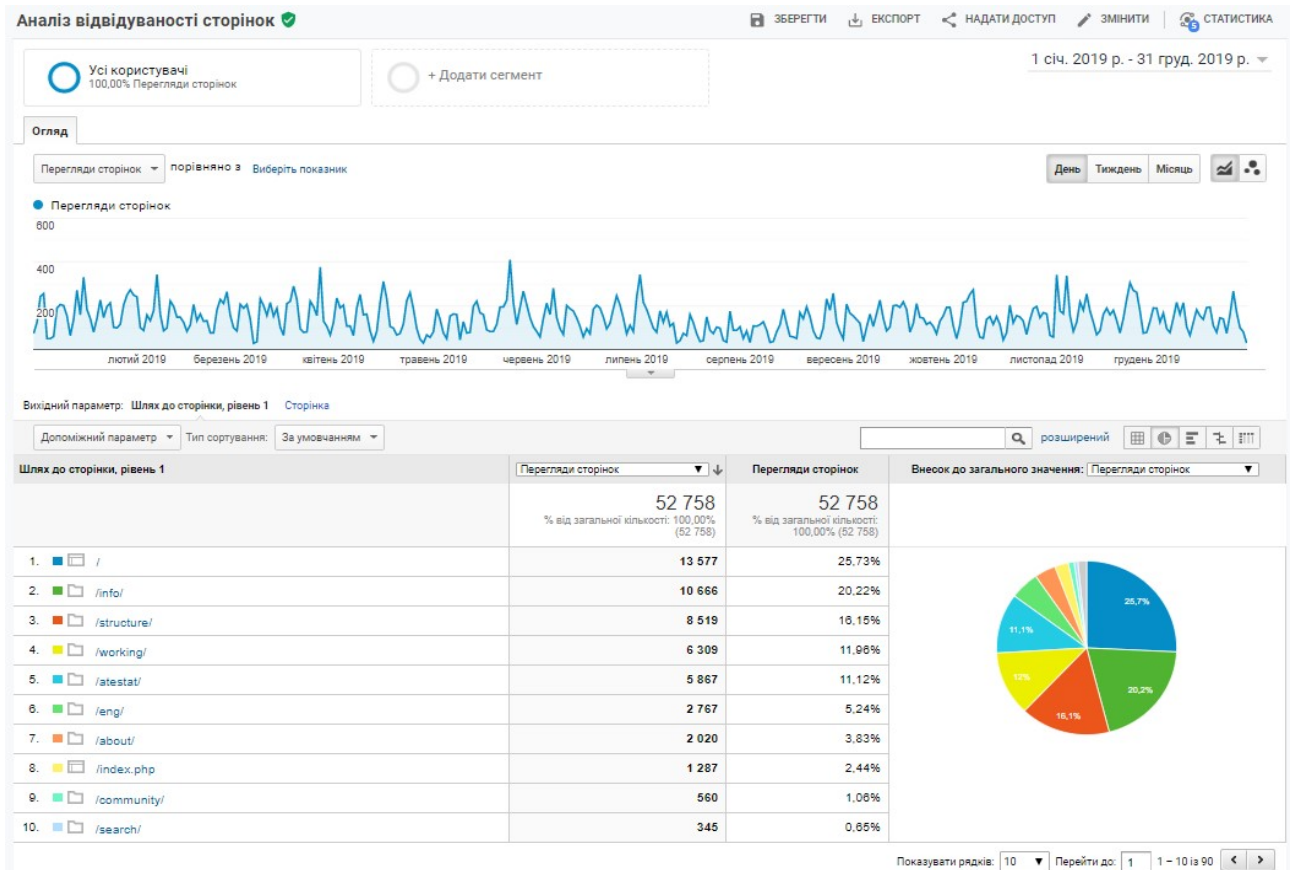 Аналіз відвідуваності сторінок
ЗБЕРЕГТИ ЕКСПОРТ НАДАТИ ДОСТУП ЗМІНИТИ 5 СТАТИСТИКА
Усі користувачі
100,00% Перегляди сторінок
+ Додати сегмент
1 січ. 2019 р. - 31 груд. 2019 р.
Огляд
Перегляди сторінок порівняно з Виберіть показник
День Тиждень Місяць
Перегляди сторінок
600
400
200
лютий 2019 березень 2019 квітень 2019 травень 2019 червень 2019 липень 2019 серпень 2019 вересень 2019 жовтень 2019 листопад 2019 грудень 2019
Вихідний параметр: Шлях до сторінки, рівень 1 Сторінка
Допоміжний параметр Тип сортування: За умовчанням розширений
Шлях до сторінки, рівень 1 Перегляди сторінок Перегляди сторінок Внесок до загального значення: Перегляди сторінок
52 758 52 758
% від загальної кількості: 100,00% % від загальної кількості:
(52 758) 100,00% (52 758)
1. / 13 577 25,73%
2. /info/ 10 666 20,22%
3. /structure/ 8 519 16,15%
4. /working/ 6 309 11,96%
5. /atestat/ 5 867 11,12%
6. /eng/ 2 767 5,24%
7. /about/ 2 020 3,83%
8. /index.php 1 287 2,44%
9. /community/ 560 1,06%
10. /search/ 345 0,65%
25,7%
11,1%
12%
20,2%
16,1%
Показувати рядків: 10 Перейти до: 1 1 – 10 із 90